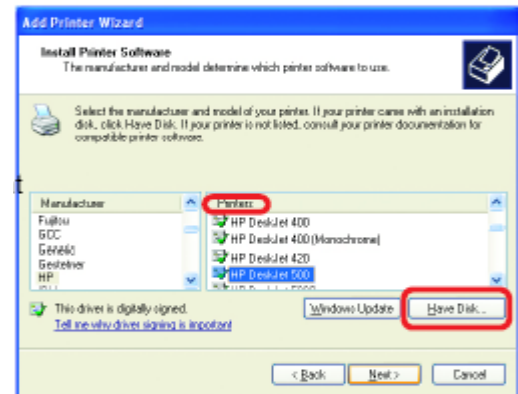 Add Printer Wizard
Install Printer Software
The manufacturer and model determine which printer software to use.
Select the manufacturer and model of your printer. If your printer came with an installation
disk, click Have Disk. If your printer is not listed, consult your printer documentation for
compatible printer software.
t
Manufacturer
Fujitsu
GCC
Generic
Gestetner
HP
Printers
HP DeskJet 400
HP DeskJet 400 (Monochrome)
HP DeskJet 420
HP DeskJet 500
This driver is digitally signed.
Tell me why driver signing is important
Windows Update
Have Disk...
< Back
Next >
Cancel